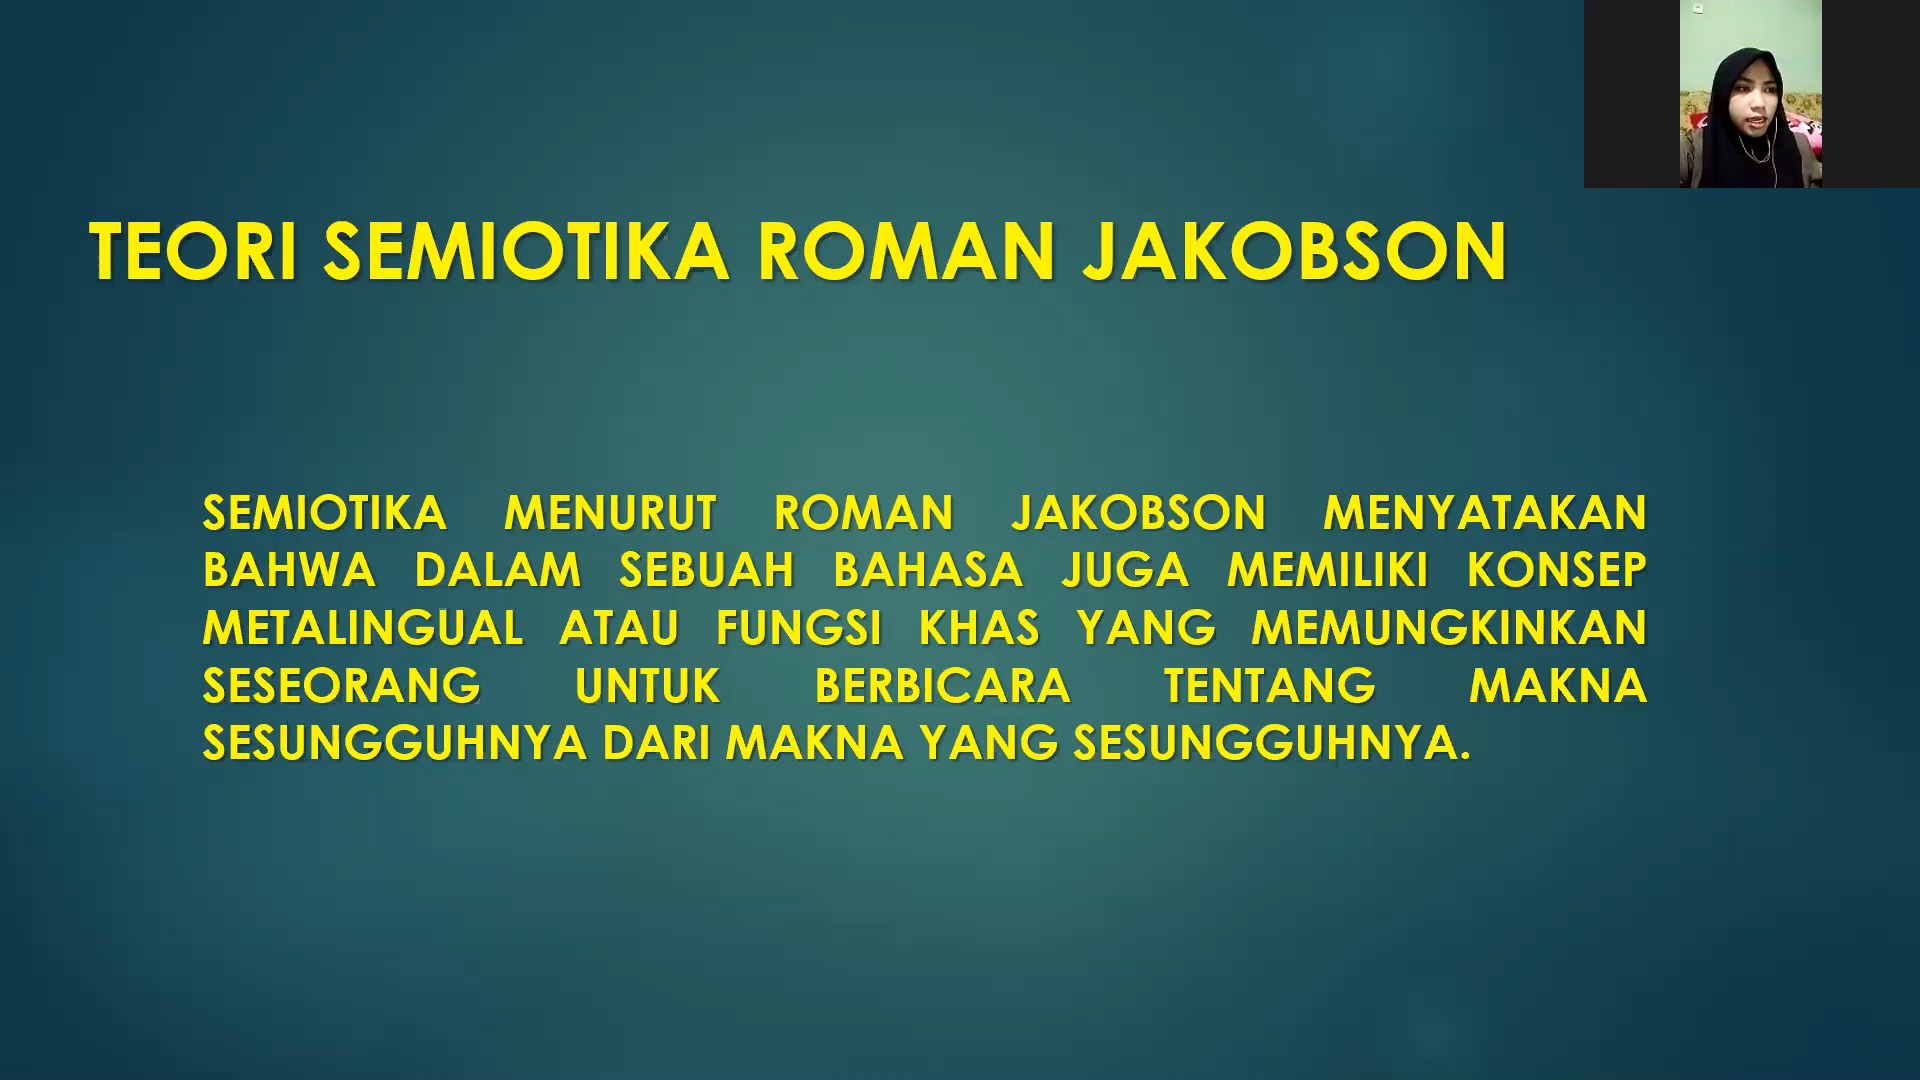 TEORI SEMIOTIKA ROMAN JAKOBSON
SEMIOTIKA MENURUT ROMAN JAKOBSON MENYATAKAN
BAHWA DALAM SEBUAH BAHASA JUGA MEMILIKI KONSEP
METALINGUAL ATAU FUNGSI KHAS YANG MEMUNGKINKAN
SESEORANG UNTUK BERBICARA TENTANG MAKNA
SESUNGGUHNYA DARI MAKNA YANG SESUNGGUHNYA.